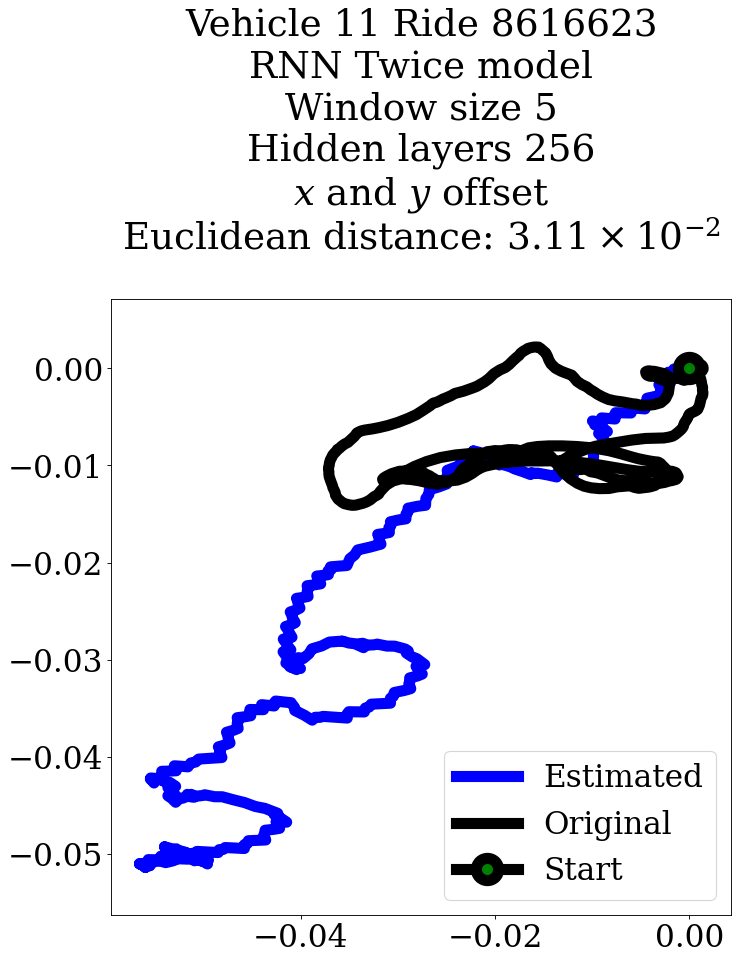 Vehicle 11 Ride 8616623
RNN Twice model
Window size 5
Hidden layers 256
x and y offset
Euclidean distance: 3.11 × 10⁻²
0.00
−0.01
−0.02
−0.03
−0.04
−0.05
Estimated
Original
Start
−0.04 −0.02 0.00